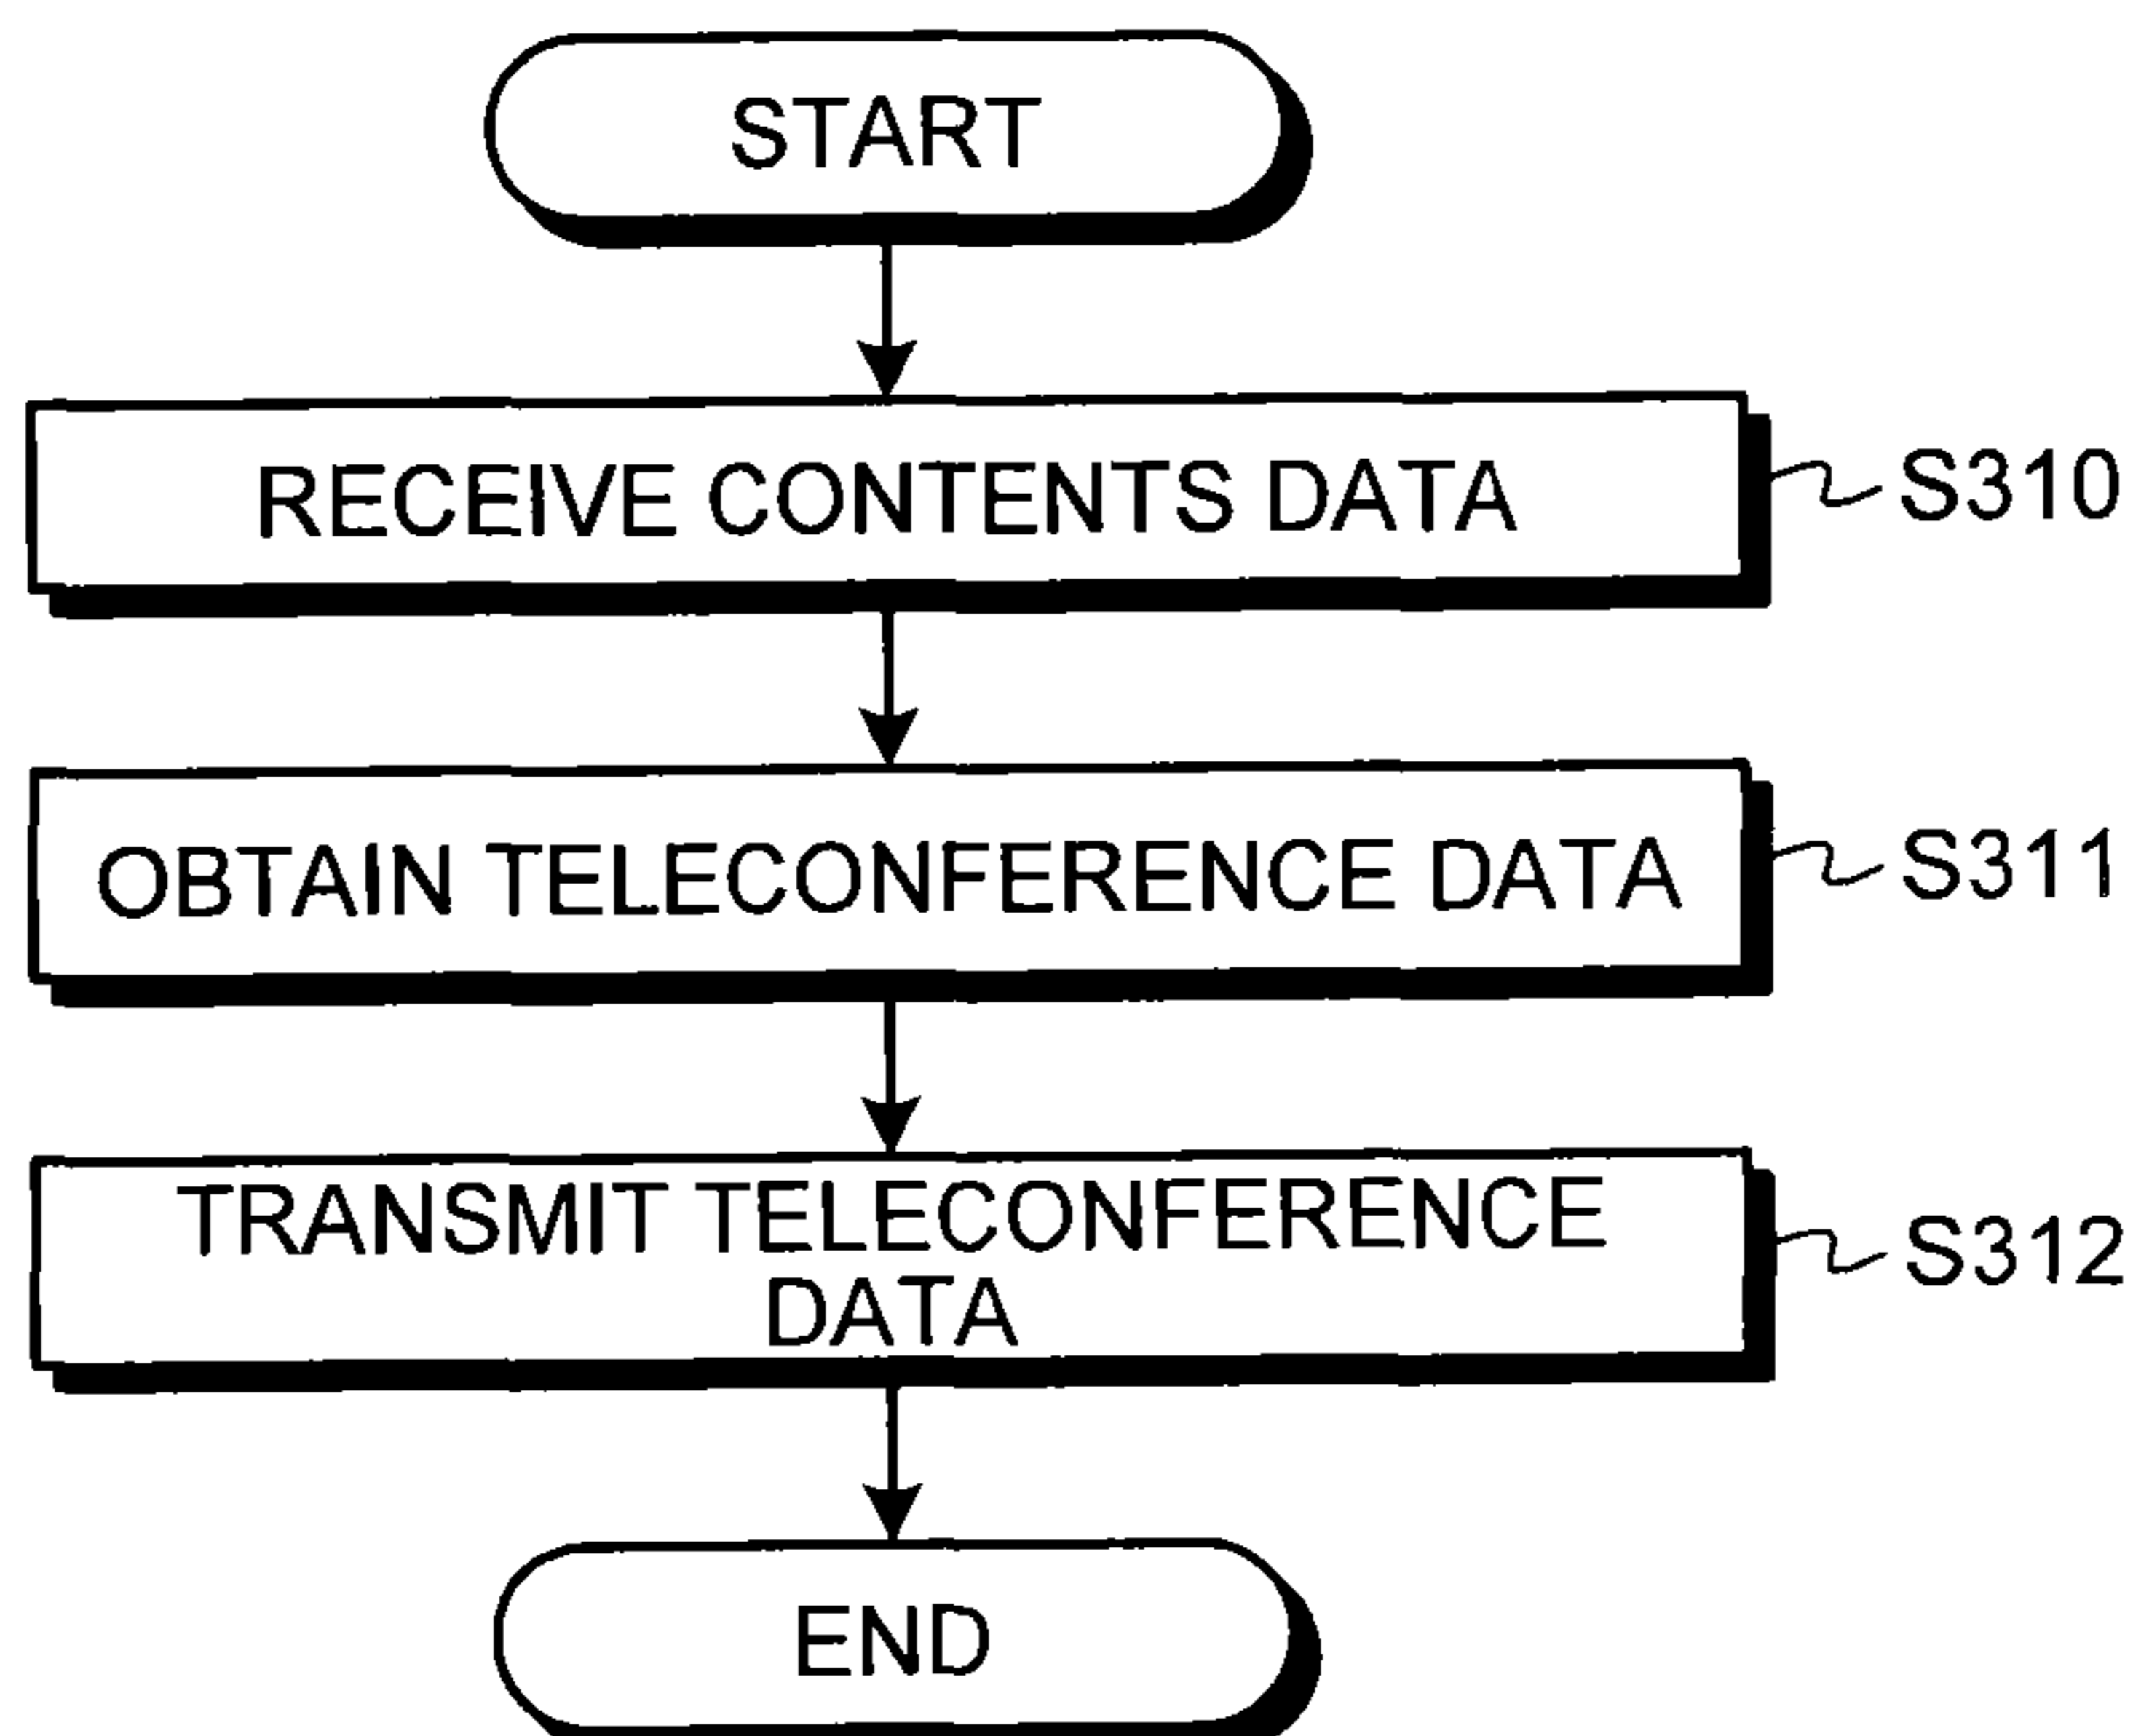 START
RECEIVE CONTENTS DATA
S310
OBTAIN TELECONFERENCE DATA
S311
TRANSMIT TELECONFERENCE
DATA
S312
END